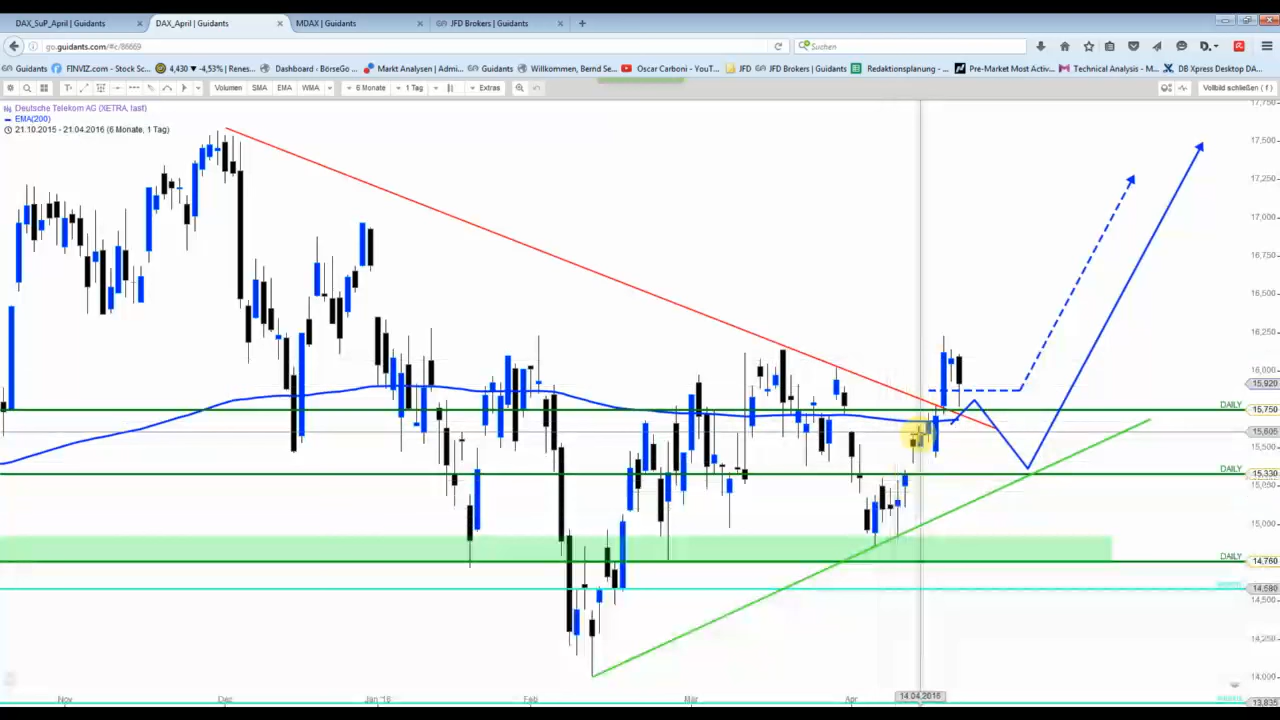 DAX_SuP_April | Guidants × DAX_April | Guidants × MDAX | Guidants × JFD Brokers | Guidants × +
go.guidants.com/#c/86669 Suchen
Guidants FINVIZ.com - Stock Sc... 4,430 ▼ -4,53% | Renes... Dashboard - BörseGo ... Markt Analysen | Admi... Guidants Willkommen, Bernd Se... Oscar Carboni - YouT... JFD JFD Brokers | Guidants Redaktionsplanung - ... Pre-Market Most Activ... Technical Analysis - M... DB Xpress Desktop DA...
Volumen SMA EMA WMA 6 Monate 1 Tag Extras Vollbild schließen ( f )
Deutsche Telekom AG (XETRA, last)
EMA(200)
21.10.2015 - 21.04.2016 (6 Monate, 1 Tag)
17,750
17,500
17,250
17,000
16,750
16,500
16,250
16,000
15,920
DAILY 15,750
15,605
15,500
DAILY 15,330
15,000
DAILY 14,760
14,580
14,500
14,250
14,000
Nov Dez Jan '16 Feb Mär Apr 14.04.2016
13,835